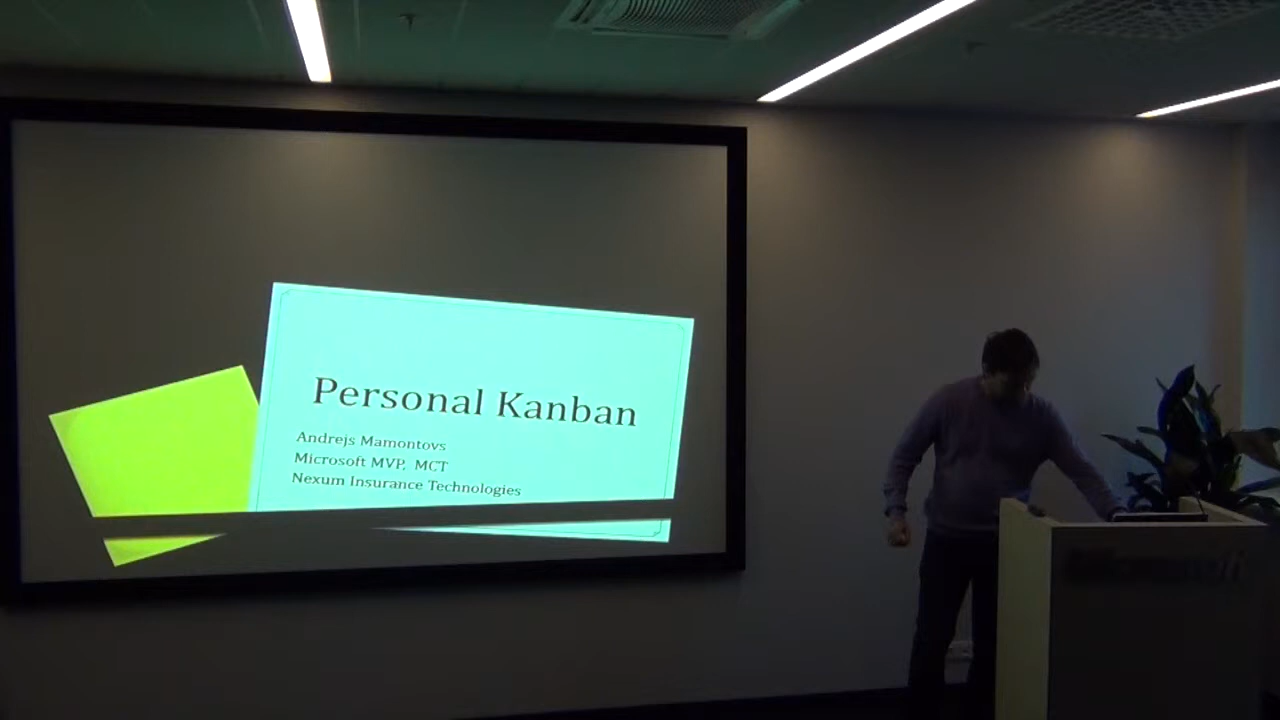 Personal Kanban
Andrejs Mamontovs
Microsoft MVP, MCT
Nexum Insurance Technologies